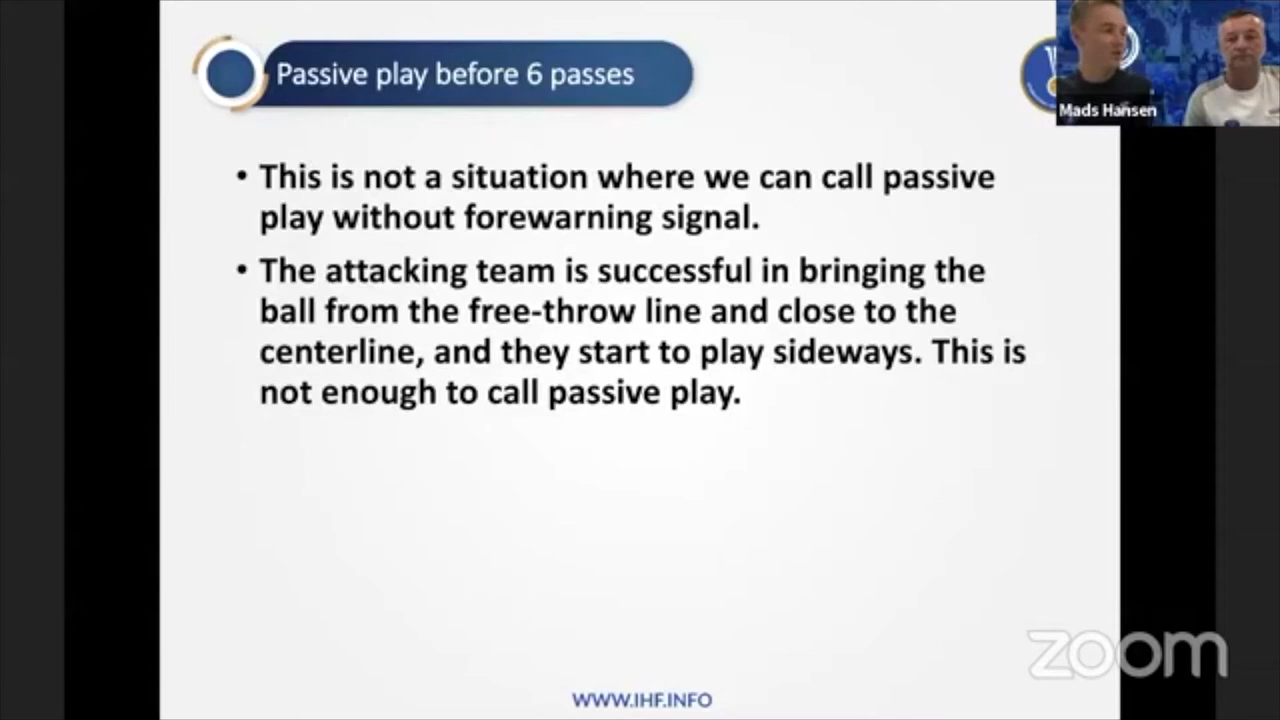 Passive play before 6 passes
Mads Hansen
• This is not a situation where we can call passive
play without forewarning signal.
• The attacking team is successful in bringing the
ball from the free-throw line and close to the
centerline, and they start to play sideways. This is
not enough to call passive play.
zoom
WWW.IHF.INFO